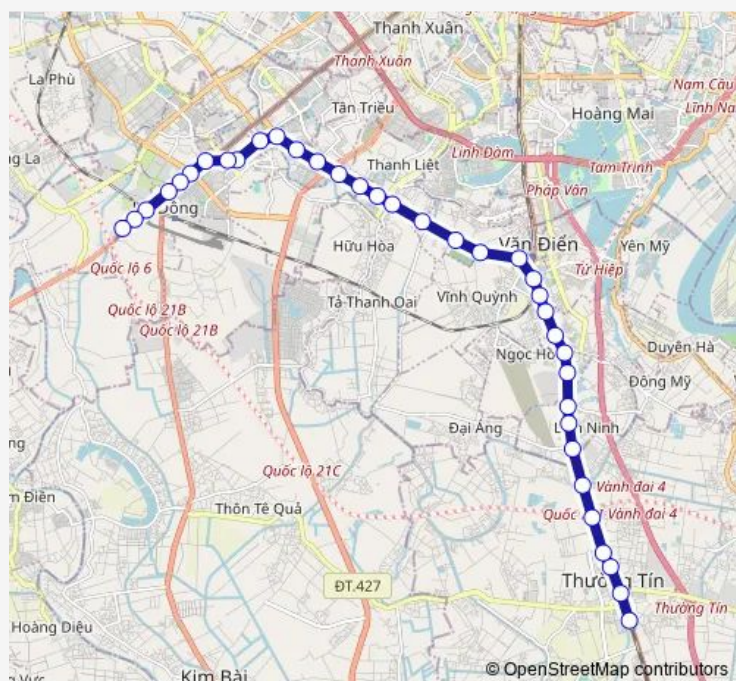 Thanh Xuân
La Phù
Thanh Xuân
Nam Cầu
Tân Triều
Hoàng Mai
Lĩnh Na
ng La
Thanh Liệt
Linh Đàm
Tam Trinh
Pháp Vân
Đông
Hữu Hòa
Văn Điển
Yên Mỹ
Quốc lộ 6
Tứ Hiệp
Tả Thanh Oai
Vĩnh Quỳnh
Quốc lộ 21B
Quốc lộ 21B
Duyên Hà
Ngọc Hồ
Đông Mỹ
Đại Áng
Ninh
Quốc lộ 21C
Vành đai 4
Thôn Tê Quả
Vành đai 4
Thường Tín
ĐT.427
Thường Tín
Hoàng Diệu
Kim Bài
© OpenStreetMap contributors